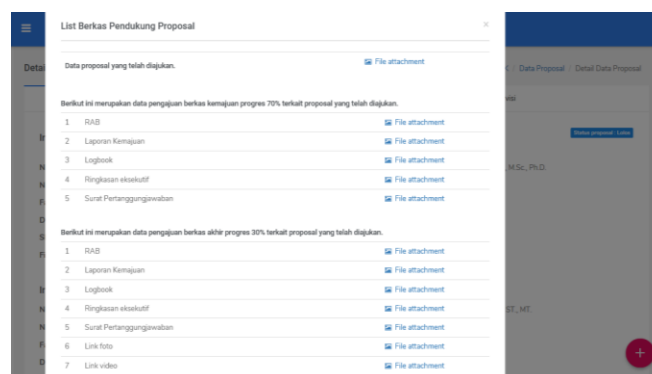 List Berkas Pendukung Proposal ×
Data proposal yang telah diajukan. File attachment
Detai / Data Proposal / Detail Data Proposal
Berikut ini merupakan data pengajuan berkas kemajuan progres 70% terkait proposal yang telah diajukan.
1 RAB File attachment
Status proposal : Lolos
2 Laporan Kemajuan File attachment
3 Logbook File attachment
, M.Sc., Ph.D.
4 Ringkasan eksekutif File attachment
5 Surat Pertanggungjawaban File attachment
Berikut ini merupakan data pengajuan berkas akhir progres 30% terkait proposal yang telah diajukan.
1 RAB File attachment
2 Laporan Kemajuan File attachment
3 Logbook File attachment
4 Ringkasan eksekutif File attachment
ST., MT.
5 Surat Pertanggungjawaban File attachment
6 Link foto File attachment
7 Link video File attachment
+